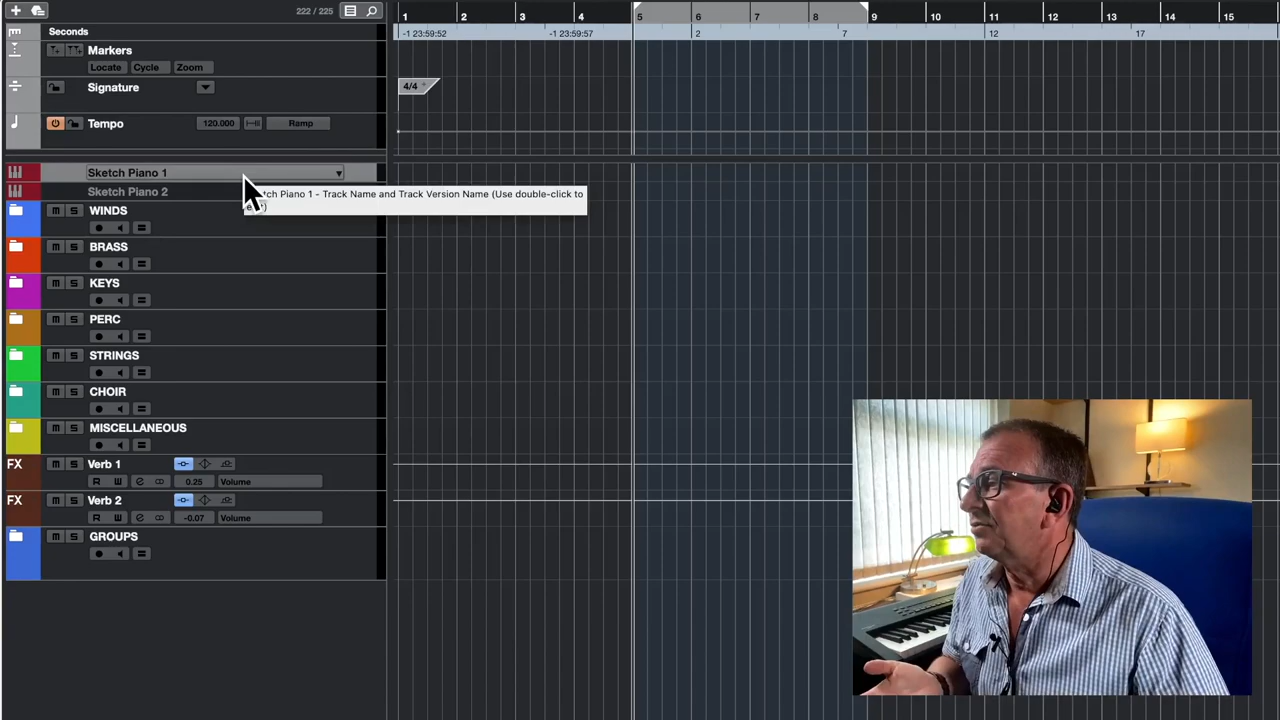 222 / 225
1 2 3 4 5 6 7 8 9 10 11 12 13 14 15
Seconds
-1 23:59:52 -1 23:59:57 2 7 12 17
Markers
Locate Cycle Zoom
Signature
4/4
Tempo 120.000 Ramp
Sketch Piano 1
Sketch Piano 2
tch Piano 1 - Track Name and Track Version Name (Use double-click to
WINDS
m S
BRASS
m S
KEYS
m S
PERC
m S
STRINGS
m S
CHOIR
m S
MISCELLANEOUS
m S
FX m S Verb 1
R W e 0.25 Volume
FX m S Verb 2
R W e -0.07 Volume
m S GROUPS